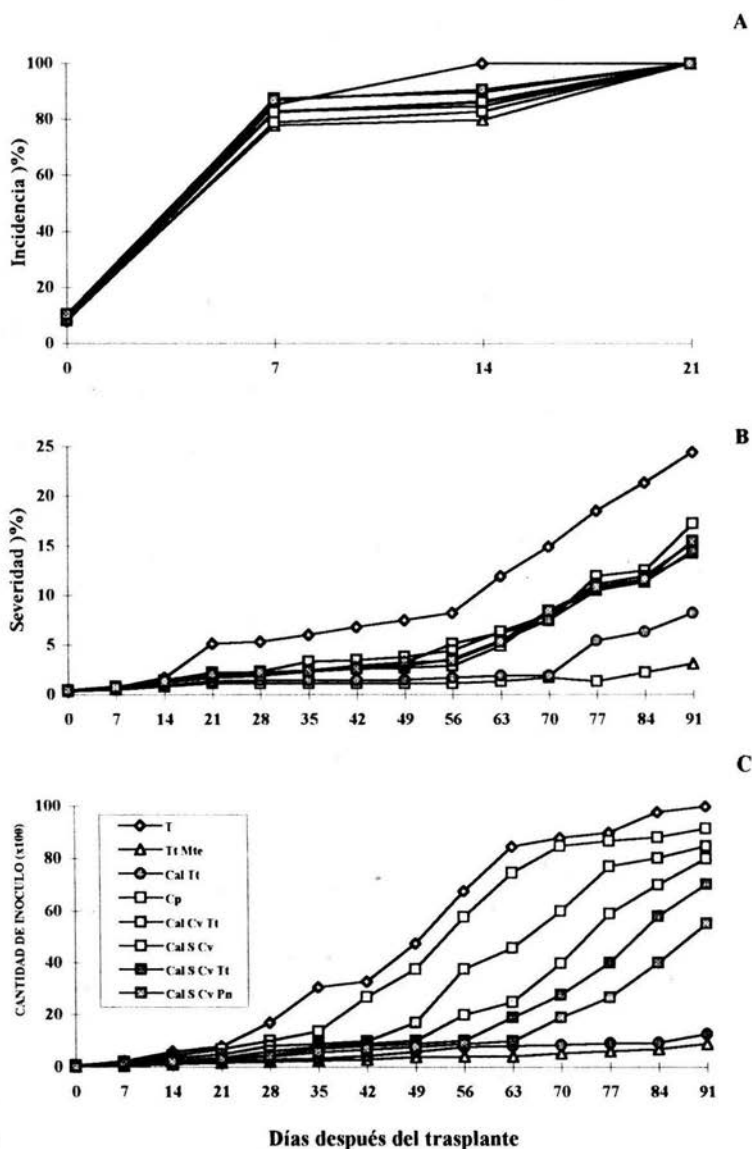 A
Incidencia )%)
100
80
60
40
20
0
0 7 14 21
B
Severidad )%)
25
20
15
10
5
0
0 7 14 21 28 35 42 49 56 63 70 77 84 91
C
CANTIDAD DE INOCULO (x100)
100
80
60
40
20
0
T
Tt Mte
Cal Tt
Cp
Cal Cv Tt
Cal S Cv
Cal S Cv Tt
Cal S Cv Pn
0 7 14 21 28 35 42 49 56 63 70 77 84 91
Días después del trasplante